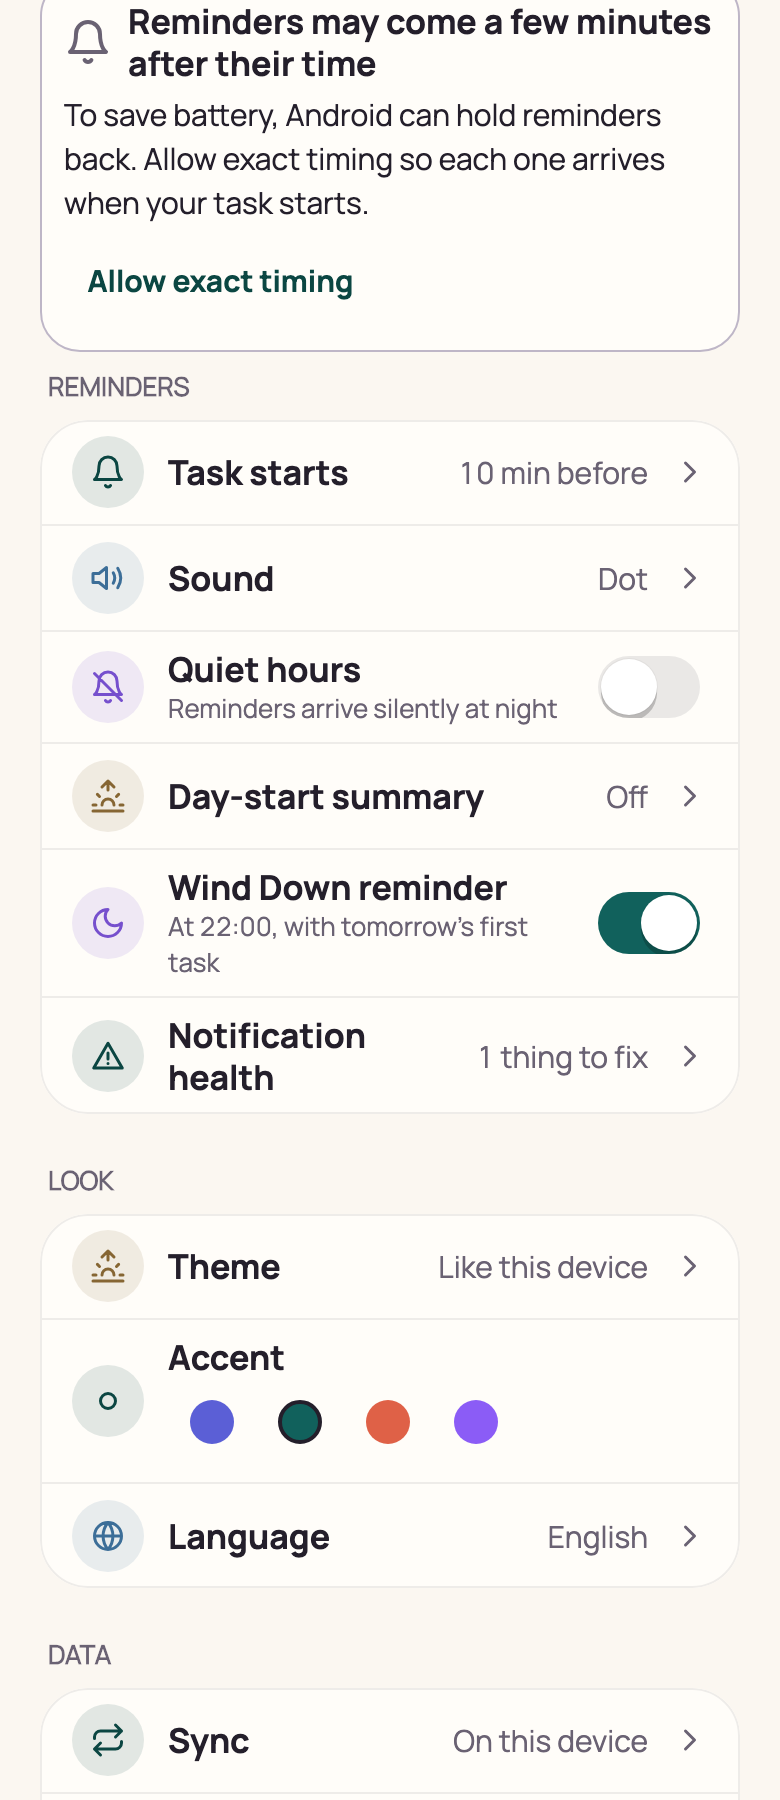 Reminders may come a few minutes
after their time
To save battery, Android can hold reminders
back. Allow exact timing so each one arrives
when your task starts.
Allow exact timing
REMINDERS
Task starts 10 min before
Sound Dot
Quiet hours
Reminders arrive silently at night
Day-start summary Off
Wind Down reminder
At 22:00, with tomorrow's first
task
Notification
health
1 thing to fix
LOOK
Theme Like this device
Accent
Language English
DATA
Sync On this device